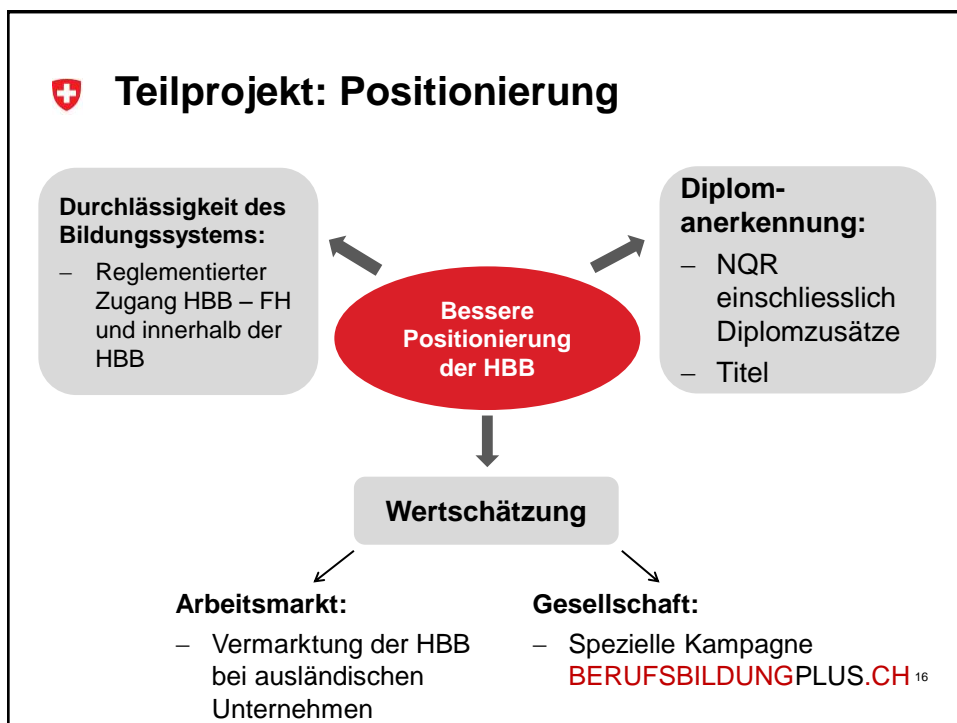 Teilprojekt: Positionierung
Durchlässigkeit des
Bildungssystems:
– Reglementierter
Zugang HBB – FH
und innerhalb der
HBB
Bessere
Positionierung
der HBB
Diplom-
anerkennung:
– NQR
einschliesslich
Diplomzusätze
– Titel
Wertschätzung
Arbeitsmarkt:
– Vermarktung der HBB
bei ausländischen
Unternehmen
Gesellschaft:
– Spezielle Kampagne
BERUFSBILDUNGPLUS.CH
16